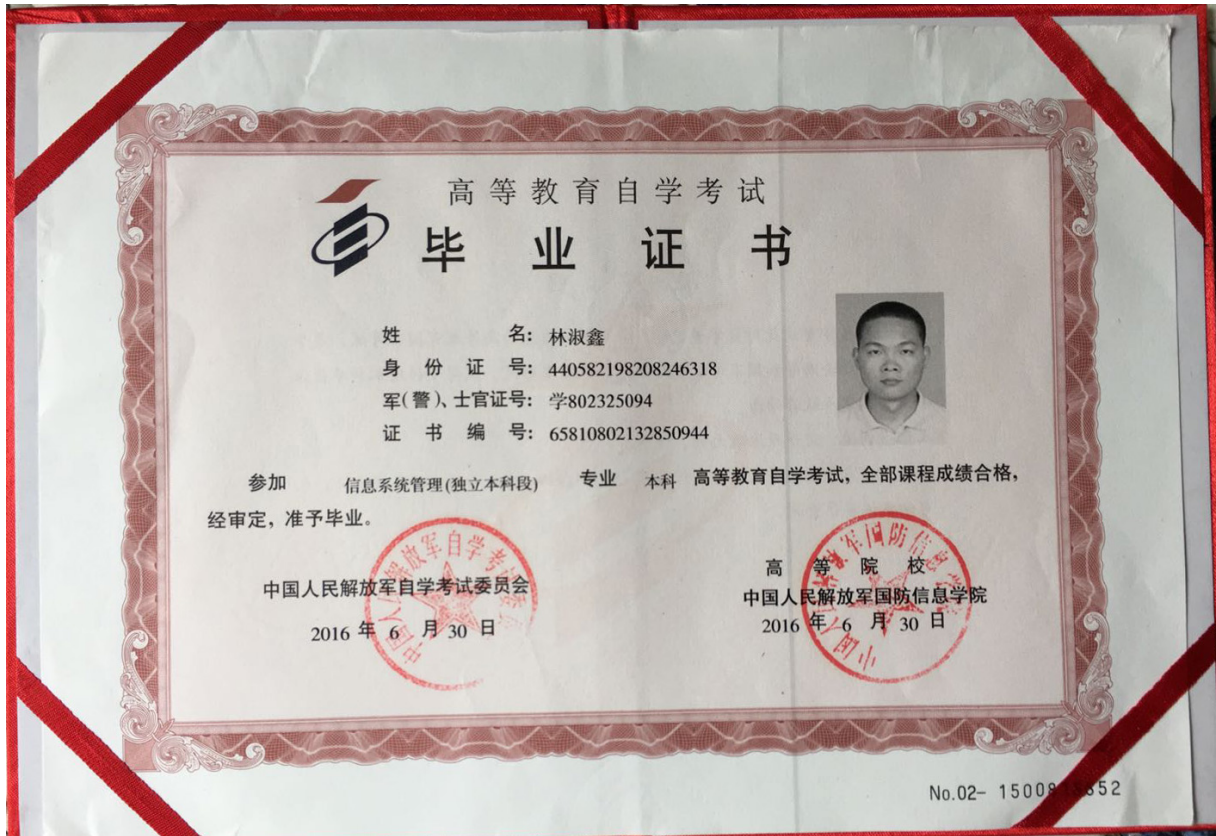 高等教育自学考试
毕业证书
姓名: 林淑鑫
身份证号: 440582198208246318
军(警)、士官证号: 学802325094
证书编号: 65810802132850944
参加 信息系统管理(独立本科段) 专业 本科 高等教育自学考试，全部课程成绩合格，
经审定，准予毕业。
中国人民解放军自学考试委员会
2016 年 6 月 30 日
高等院校
中国人民解放军国防信息学院
2016 年 6 月 30 日
No.02-